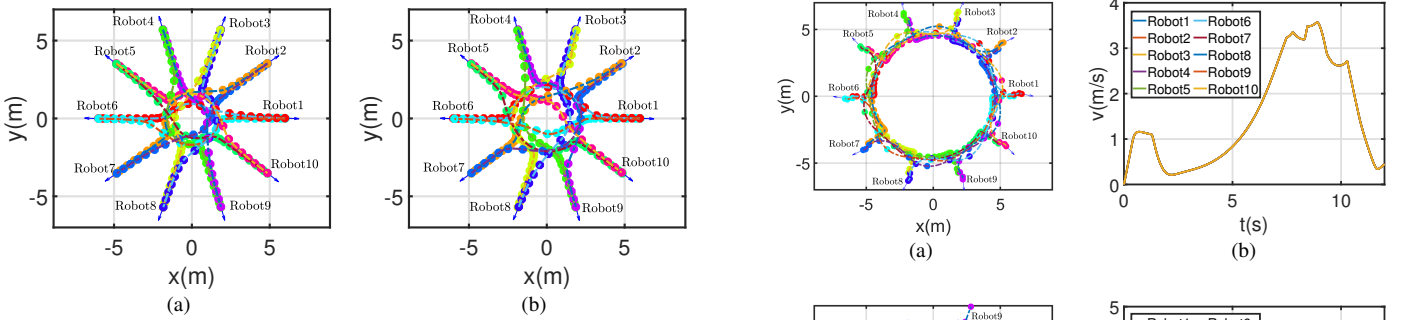 Robot4
Robot3
Robot5
Robot2
Robot6
Robot1
Robot7
Robot10
Robot8
Robot9
5
0
-5
y(m)
-5
0
5
x(m)
(a)
Robot4
Robot3
Robot5
Robot2
Robot6
Robot1
Robot7
Robot10
Robot8
Robot9
5
0
-5
y(m)
-5
0
5
x(m)
(b)
Robot4
Robot3
Robot5
Robot2
Robot6
Robot1
Robot7
Robot10
Robot8
Robot9
5
0
-5
y(m)
-5
0
5
x(m)
(a)
4
3
2
1
0
v(m/s)
Robot1 Robot6
Robot2 Robot7
Robot3 Robot8
Robot4 Robot9
Robot5 Robot10
0
5
10
t(s)
(b)
Robot9
5